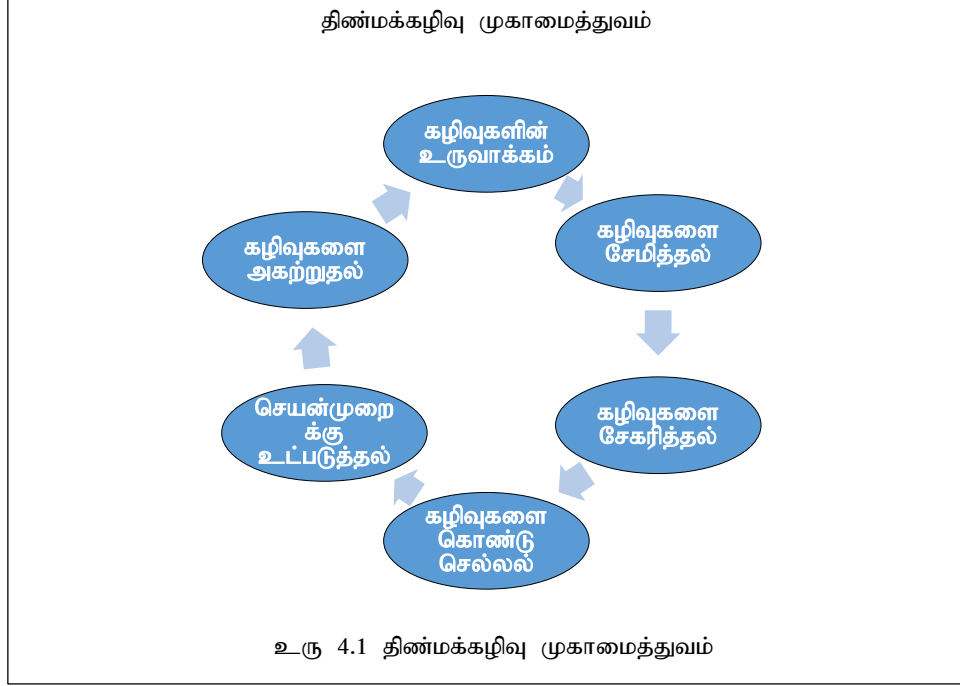 திண்மக்கழிவு முகாமைத்துவம்
கழிவுகளின்
உருவாக்கம்
கழிவுகளை
சேமித்தல்
கழிவுகளை
சேகரித்தல்
கழிவுகளை
கொண்டு
செல்லல்
செயன்முறை
க்கு
உட்படுத்தல்
கழிவுகளை
அகற்றுதல்
உரு 4.1 திண்மக்கழிவு முகாமைத்துவம்